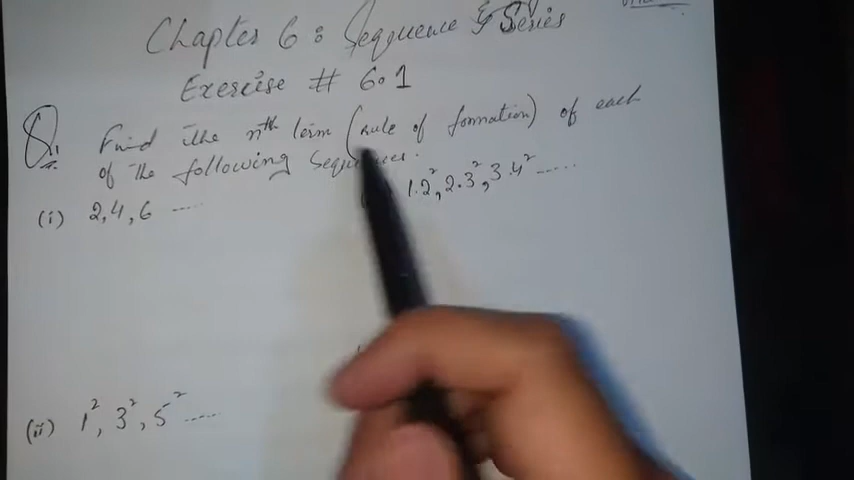 Chapter 6 : Sequence & Series
Exercise # 6.1
Q1. Find the nth term (rule of formation) of each
of the following Sequences.
(i) 2,4,6 ....
1.2², 2.3², 3.4² .....
(ii) 1², 3², 5² .....